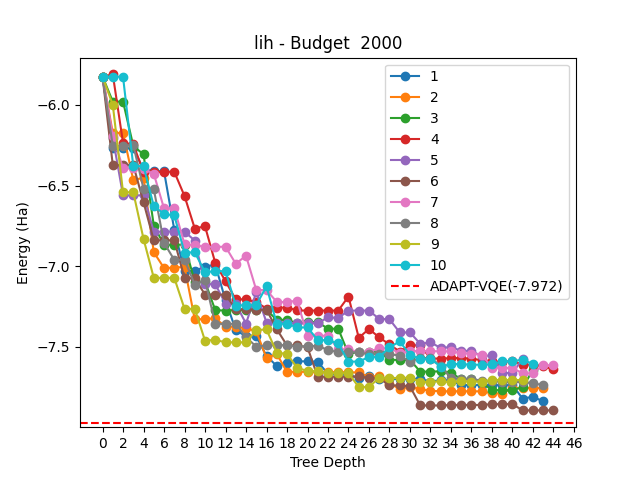 lih - Budget  2000
Energy (Ha)
−6.0
−6.5
−7.0
−7.5
1
2
3
4
5
6
7
8
9
10
ADAPT-VQE(-7.972)
0 2 4 6 8 10 12 14 16 18 20 22 24 26 28 30 32 34 36 38 40 42 44 46
Tree Depth